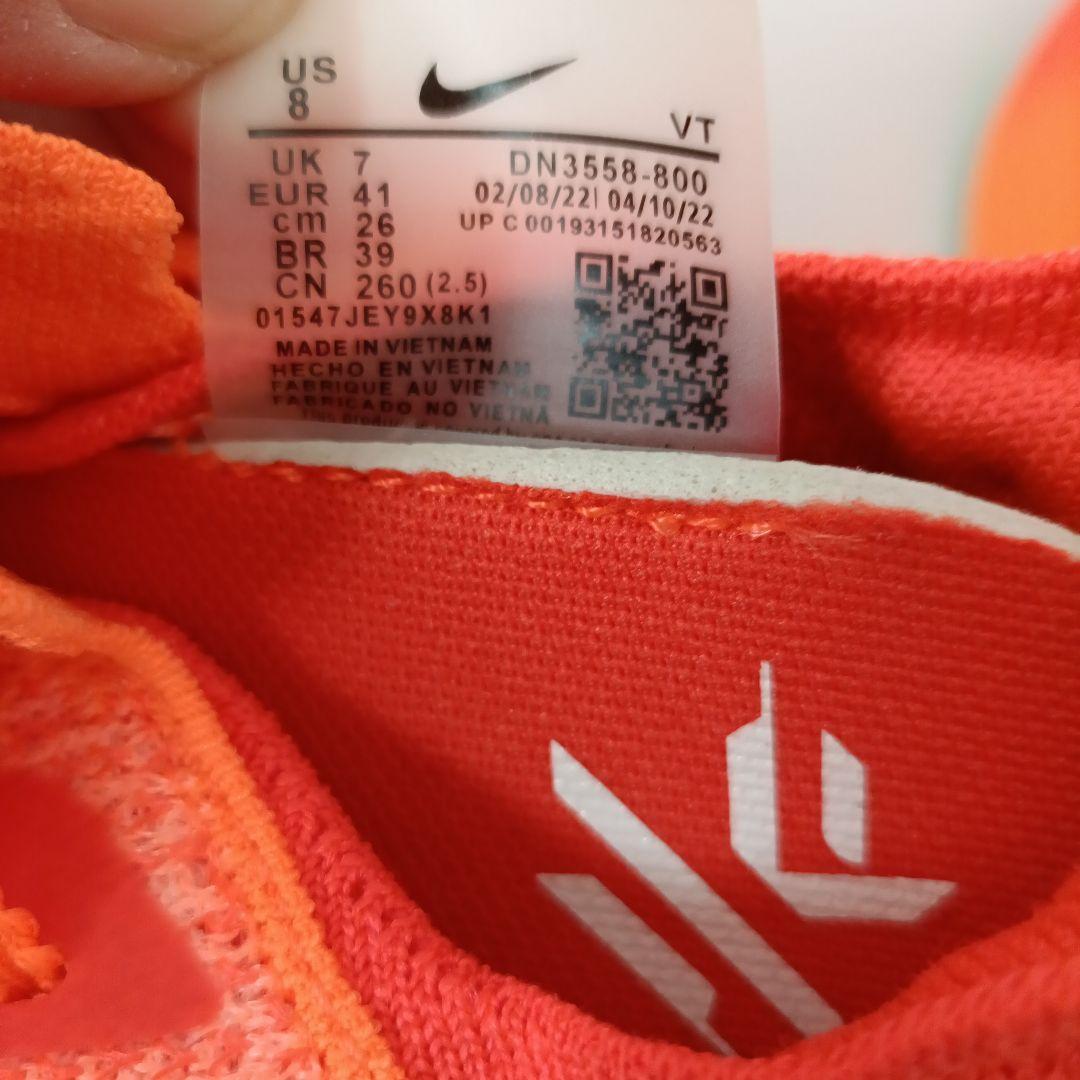 US
8
VT
UK 7
EUR 41
cm 26
BR 39
CN 260 (2.5)
DN3558-800
02/08/22| 04/10/22
UP C 00193151820563
01547JEY9X8K1
MADE IN VIETNAM
HECHO EN VIETNAM
FABRIQUE AU VIETNAM
FABRICADO NO VIETNÃ
This product